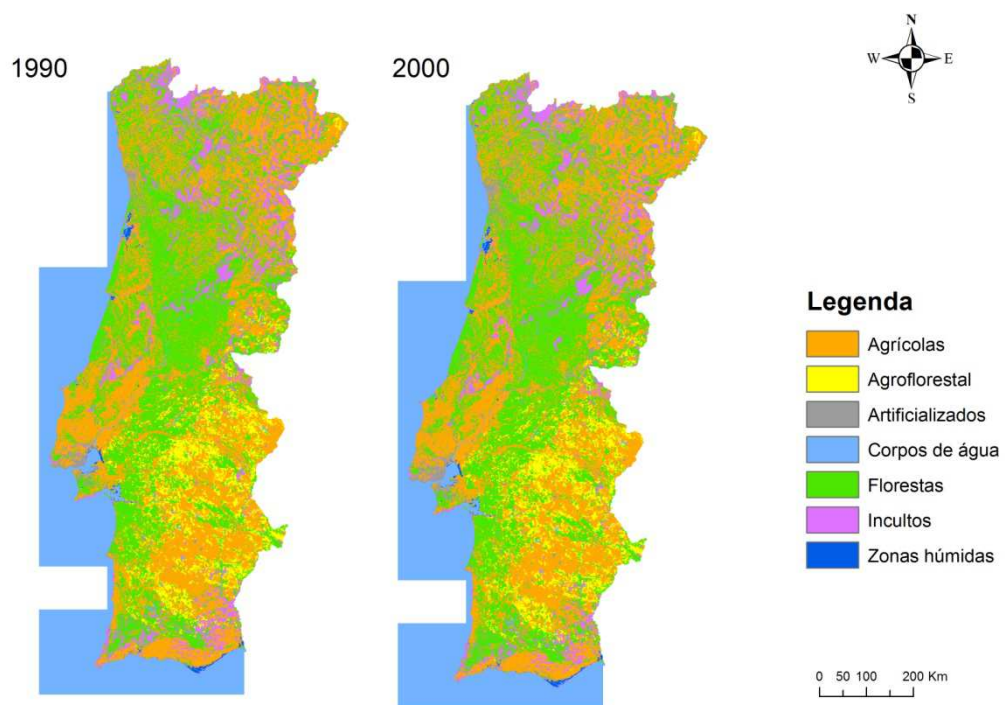 1990
2000
N
W E
S
Legenda
Agrícolas
Agroflorestal
Artificializados
Corpos de água
Florestas
Incultos
Zonas húmidas
0 50 100 200 Km